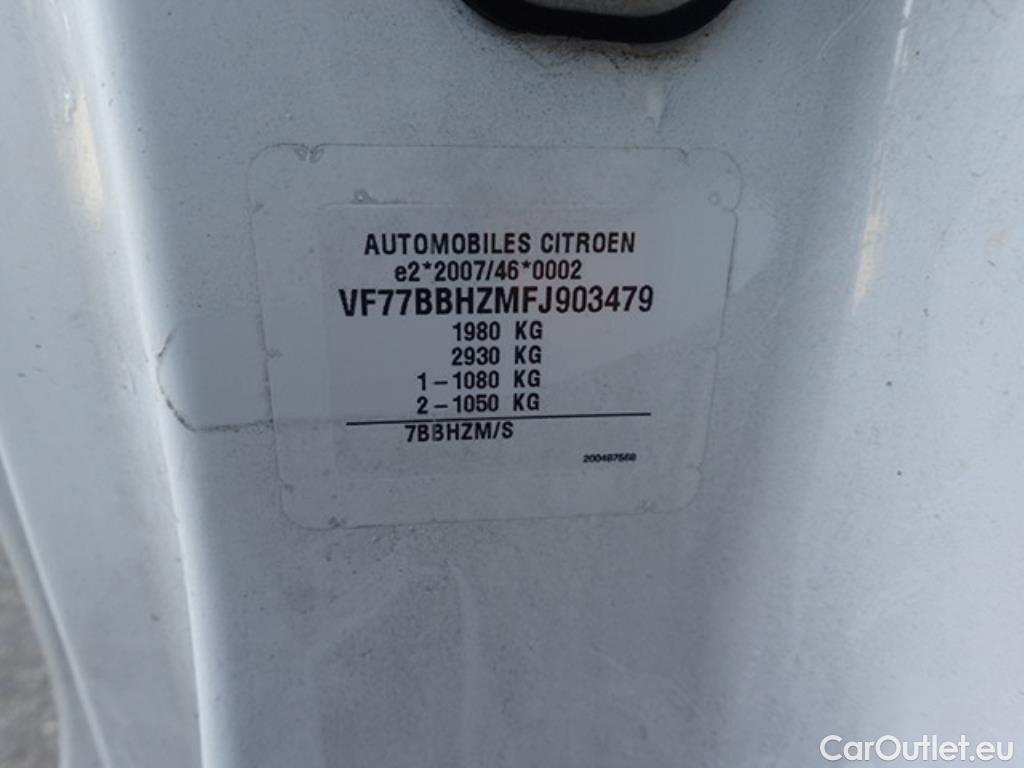 AUTOMOBILES CITROEN
e2*2007/46*0002
VF77BBHZMFJ903479
1980 KG
2930 KG
1-1080 KG
2-1050 KG
7BBHZM/S
200487568
CarOutlet.eu